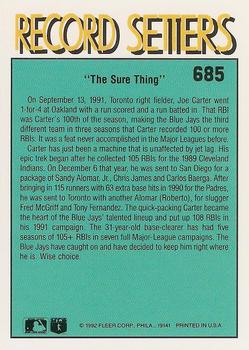 RECORD SETTERS
685
"The Sure Thing"
On September 13, 1991, Toronto right fielder, Joe Carter went
1-for-4 at Oakland with a run scored and a run batted in. That RBI
was Carter's 100th of the season, making the Blue Jays the third
different team in three seasons that Carter recorded 100 or more
RBIs. It was a feat never accomplished in the Major Leagues before.
Carter has just been a machine that is unaffected by jet lag. His
epic trek began after he collected 105 RBIs for the 1989 Cleveland
Indians. On December 6 that year, he was sent to San Diego for a
package of Sandy Alomar, Jr., Chris James and Carlos Baerga. After
bringing in 115 runners with 63 extra base hits in 1990 for the Padres,
he was sent to Toronto with another Alomar (Roberto), for slugger
Fred McGriff and Tony Fernandez. The quick-packing Carter became
the heart of the Blue Jays' talented lineup and put up 108 RBIs in
his 1991 campaign. The 31-year-old base-clearer has had five
seasons of 105+ RBIs in seven full Major-League campaigns. The
Blue Jays have caught on and have decided to keep him right where
he is. Wise choice.
© 1992 FLEER CORP., PHILA., 19141 PRINTED IN U.S.A.